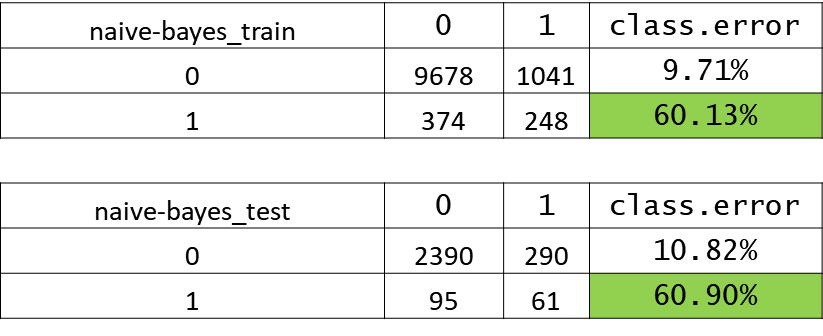 naive-bayes_train 0 1 class.error
0 9678 1041 9.71%
1 374 248 60.13%
naive-bayes_test 0 1 class.error
0 2390 290 10.82%
1 95 61 60.90%